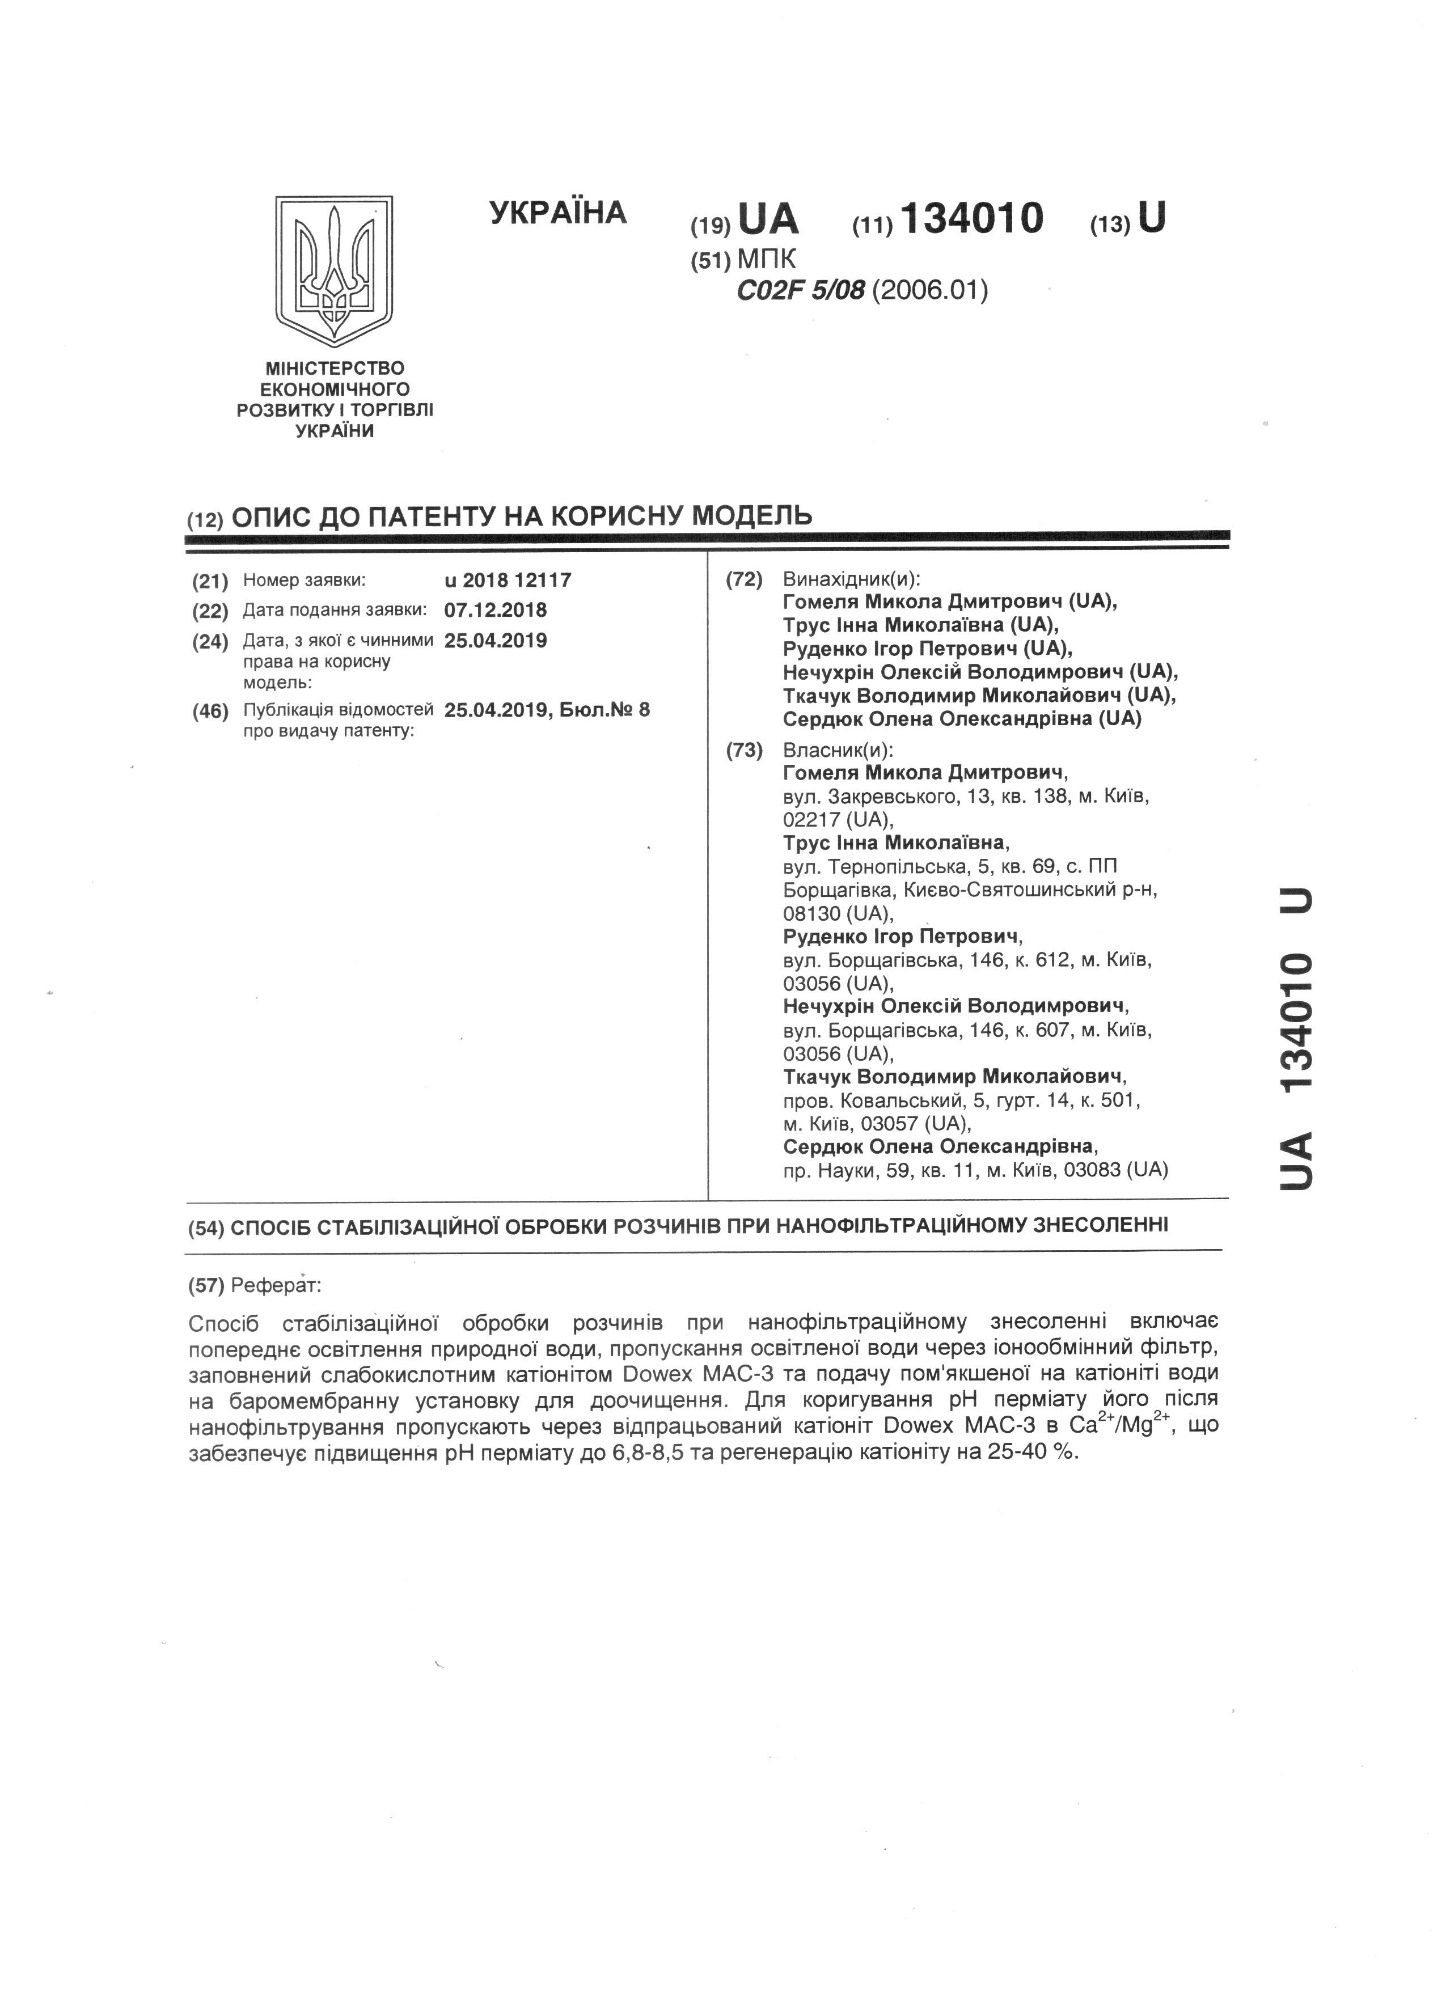 УКРАЇНА
(19) UA (11) 134010 (13) U
(51) МПК
C02F 5/08 (2006.01)
МІНІСТЕРСТВО
ЕКОНОМІЧНОГО
РОЗВИТКУ І ТОРГІВЛІ
УКРАЇНИ
(12) ОПИС ДО ПАТЕНТУ НА КОРИСНУ МОДЕЛЬ
(21) Номер заявки: u 2018 12117
(22) Дата подання заявки: 07.12.2018
(24) Дата, з якої є чинними 25.04.2019
права на корисну
модель:
(46) Публікація відомостей 25.04.2019, Бюл.№ 8
про видачу патенту:
(72) Винахідник(и):
Гомеля Микола Дмитрович (UA),
Трус Інна Миколаївна (UA),
Руденко Ігор Петрович (UA),
Нечухрін Олексій Володимрович (UA),
Ткачук Володимир Миколайович (UA),
Сердюк Олена Олександрівна (UA)
(73) Власник(и):
Гомеля Микола Дмитрович,
вул. Закревського, 13, кв. 138, м. Київ,
02217 (UA),
Трус Інна Миколаївна,
вул. Тернопільська, 5, кв. 69, с. ПП
Борщагівка, Києво-Святошинський р-н,
08130 (UA),
Руденко Ігор Петрович,
вул. Борщагівська, 146, к. 612, м. Київ,
03056 (UA),
Нечухрін Олексій Володимрович,
вул. Борщагівська, 146, к. 607, м. Київ,
03056 (UA),
Ткачук Володимир Миколайович,
пров. Ковальський, 5, гурт. 14, к. 501,
м. Київ, 03057 (UA),
Сердюк Олена Олександрівна,
пр. Науки, 59, кв. 11, м. Київ, 03083 (UA)
UA 134010 U
(54) СПОСІБ СТАБІЛІЗАЦІЙНОЇ ОБРОБКИ РОЗЧИНІВ ПРИ НАНОФІЛЬТРАЦІЙНОМУ ЗНЕСОЛЕННІ
(57) Реферат:
Спосіб стабілізаційної обробки розчинів при нанофільтраційному знесоленні включає
попереднє освітлення природної води, пропускання освітленої води через іонообмінний фільтр,
заповнений слабокислотним катіонітом Dowex MAC-3 та подачу пом'якшеної на катіоніті води
на баромембранну установку для доочищення. Для коригування pH перміату його після
нанофільтрування пропускають через відпрацьований катіоніт Dowex MAC-3 в Ca²⁺/Mg²⁺, що
забезпечує підвищення pH перміату до 6,8-8,5 та регенерацію катіоніту на 25-40 %.